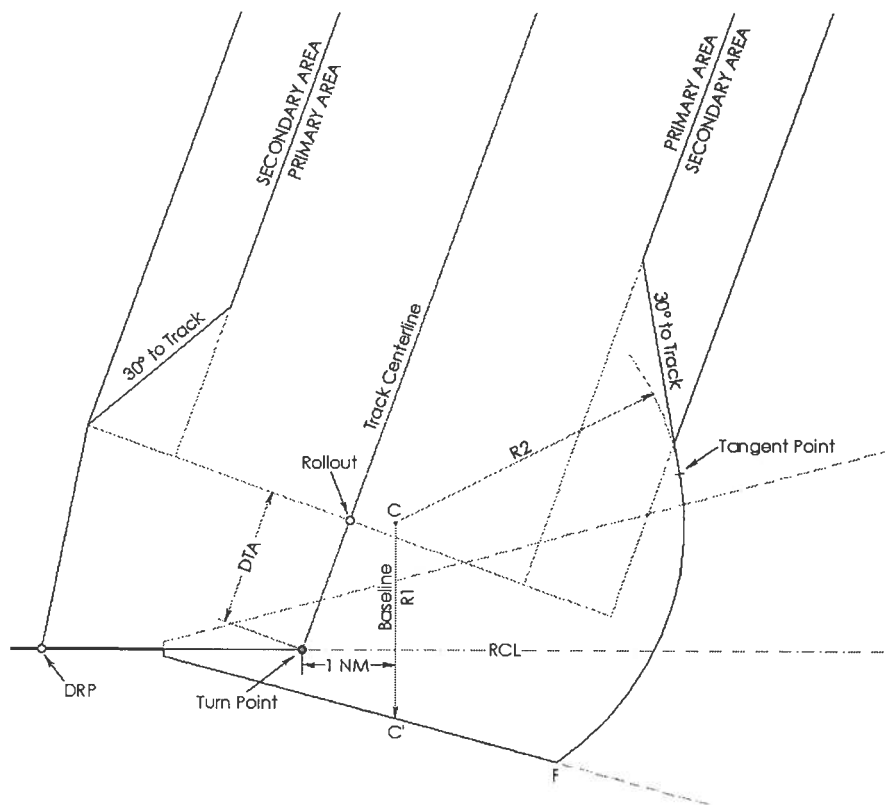 SECONDARY AREA
PRIMARY AREA
PRIMARY AREA
SECONDARY AREA
30° to Track
Track Centerline
30° to Track
R2
Tangent Point
Rollout
C
DTA
Baseline
R1
RCL
1 NM
DRP
Turn Point
C'
F